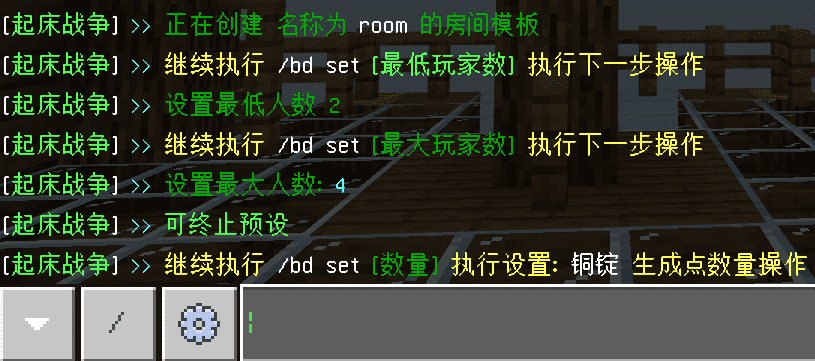 [起床战争] >> 正在创建 名称为 room 的房间模板
[起床战争] >> 继续执行 /bd set [最低玩家数] 执行下一步操作
[起床战争] >> 设置最低人数 2
[起床战争] >> 继续执行 /bd set [最大玩家数] 执行下一步操作
[起床战争] >> 设置最大人数: 4
[起床战争] >> 可终止预设
[起床战争] >> 继续执行 /bd set [数量] 执行设置: 铜锭 生成点数量操作
/